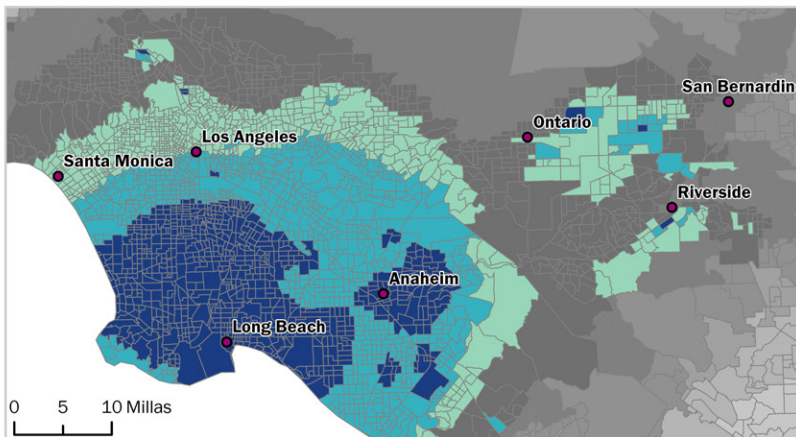 San Bernardin
Ontario
Los Angeles
Santa Monica
Riverside
Anaheim
Long Beach
0 5 10 Millas